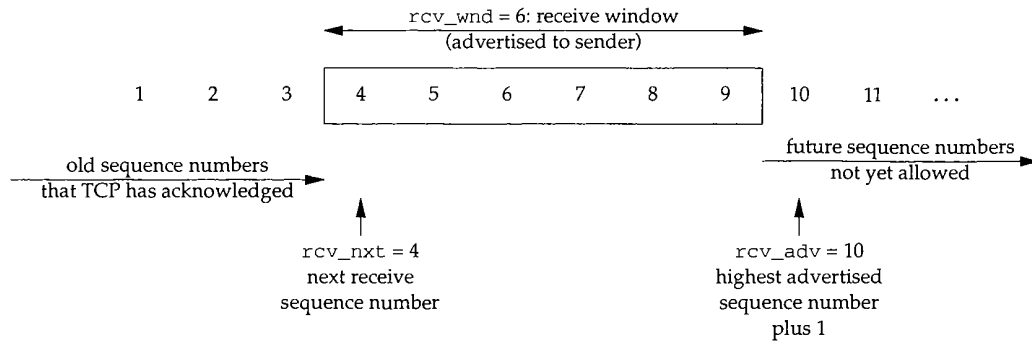 rcv_wnd = 6: receive window
(advertised to sender)
1 2 3 4 5 6 7 8 9 10 11 ...
old sequence numbers
that TCP has acknowledged
future sequence numbers
not yet allowed
rcv_nxt = 4
next receive
sequence number
rcv_adv = 10
highest advertised
sequence number
plus 1